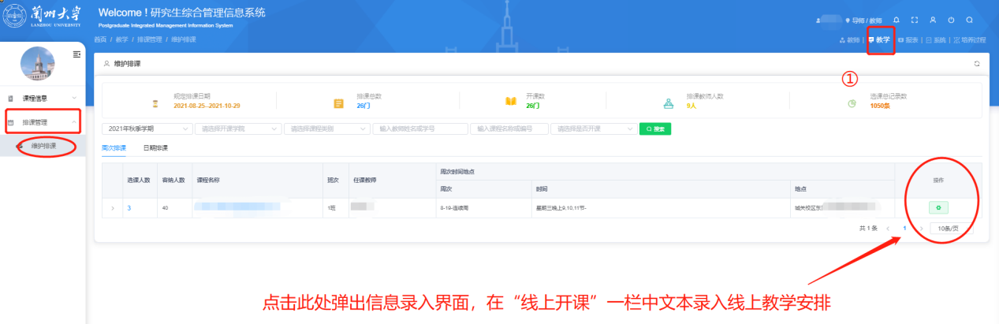 兰州大学
LANZHOU UNIVERSITY
Welcome ! 研究生综合管理信息系统
Postgraduate Integrated Management Information System
导师 / 教师
首页 / 教学 / 排课管理 / 维护排课
教师 | 教学 | 报表 | 系统 | 培养过程
维护排课
①
课程信息
排课管理
维护排课
规定排课日期
2021-08-25--2021-10-29
排课总数
26门
开课数
26门
排课教师人数
9人
选课总记录数
1050条
2021年秋季学期 请选择开课学院 请选择课程类别 输入教师姓名或学号 输入课程名称或编号 请选择是否开课 搜索
周次排课 日期排课
选课人数 容纳人数 课程名称 班次 任课教师 周次时间地点 操作
周次 时间 地点
3 40 1班 8-19-连续周 星期三晚上9,10,11节- 城关校区东
共 1 条 < 1 > 10条/页
点击此处弹出信息录入界面，在“线上开课”一栏中文本录入线上教学安排